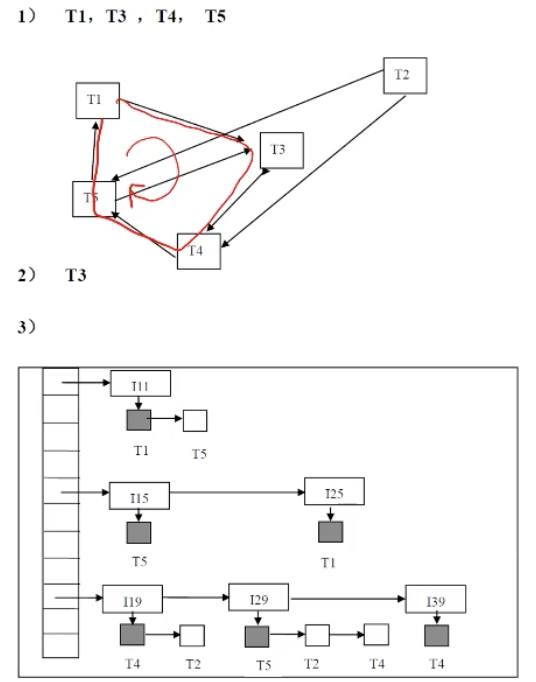 1） T1，T3 ，T4， T5
T2
T1
T3
T5
T4
2） T3
3）
I11
T1 T5
I15 I25
T5 T1
I19 I29 I39
T4 T2 T5 T2 T4 T4